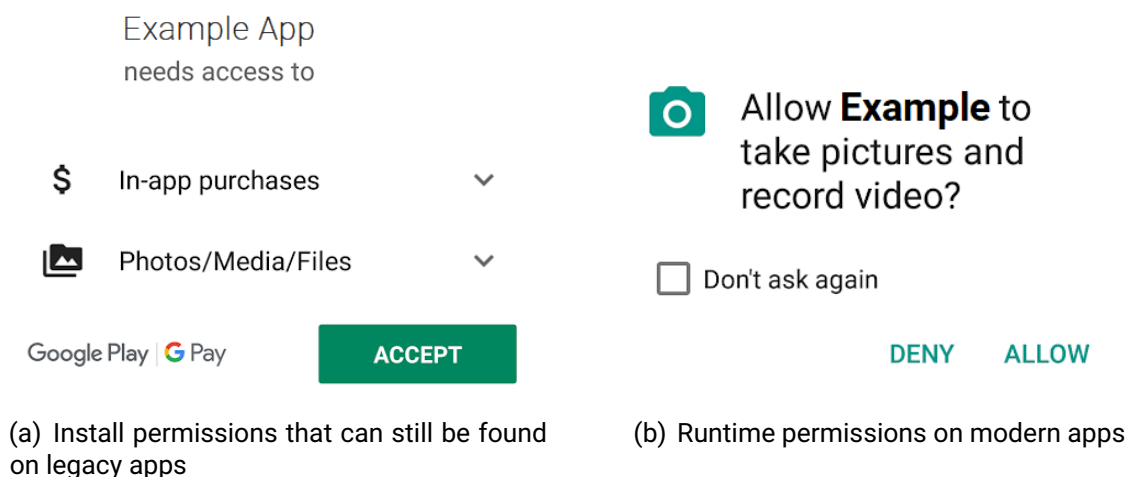 Example App
needs access to
$ In-app purchases
Photos/Media/Files
Google Play | G Pay
ACCEPT
(a) Install permissions that can still be found
on legacy apps
Allow Example to
take pictures and
record video?
Don't ask again
DENY ALLOW
(b) Runtime permissions on modern apps